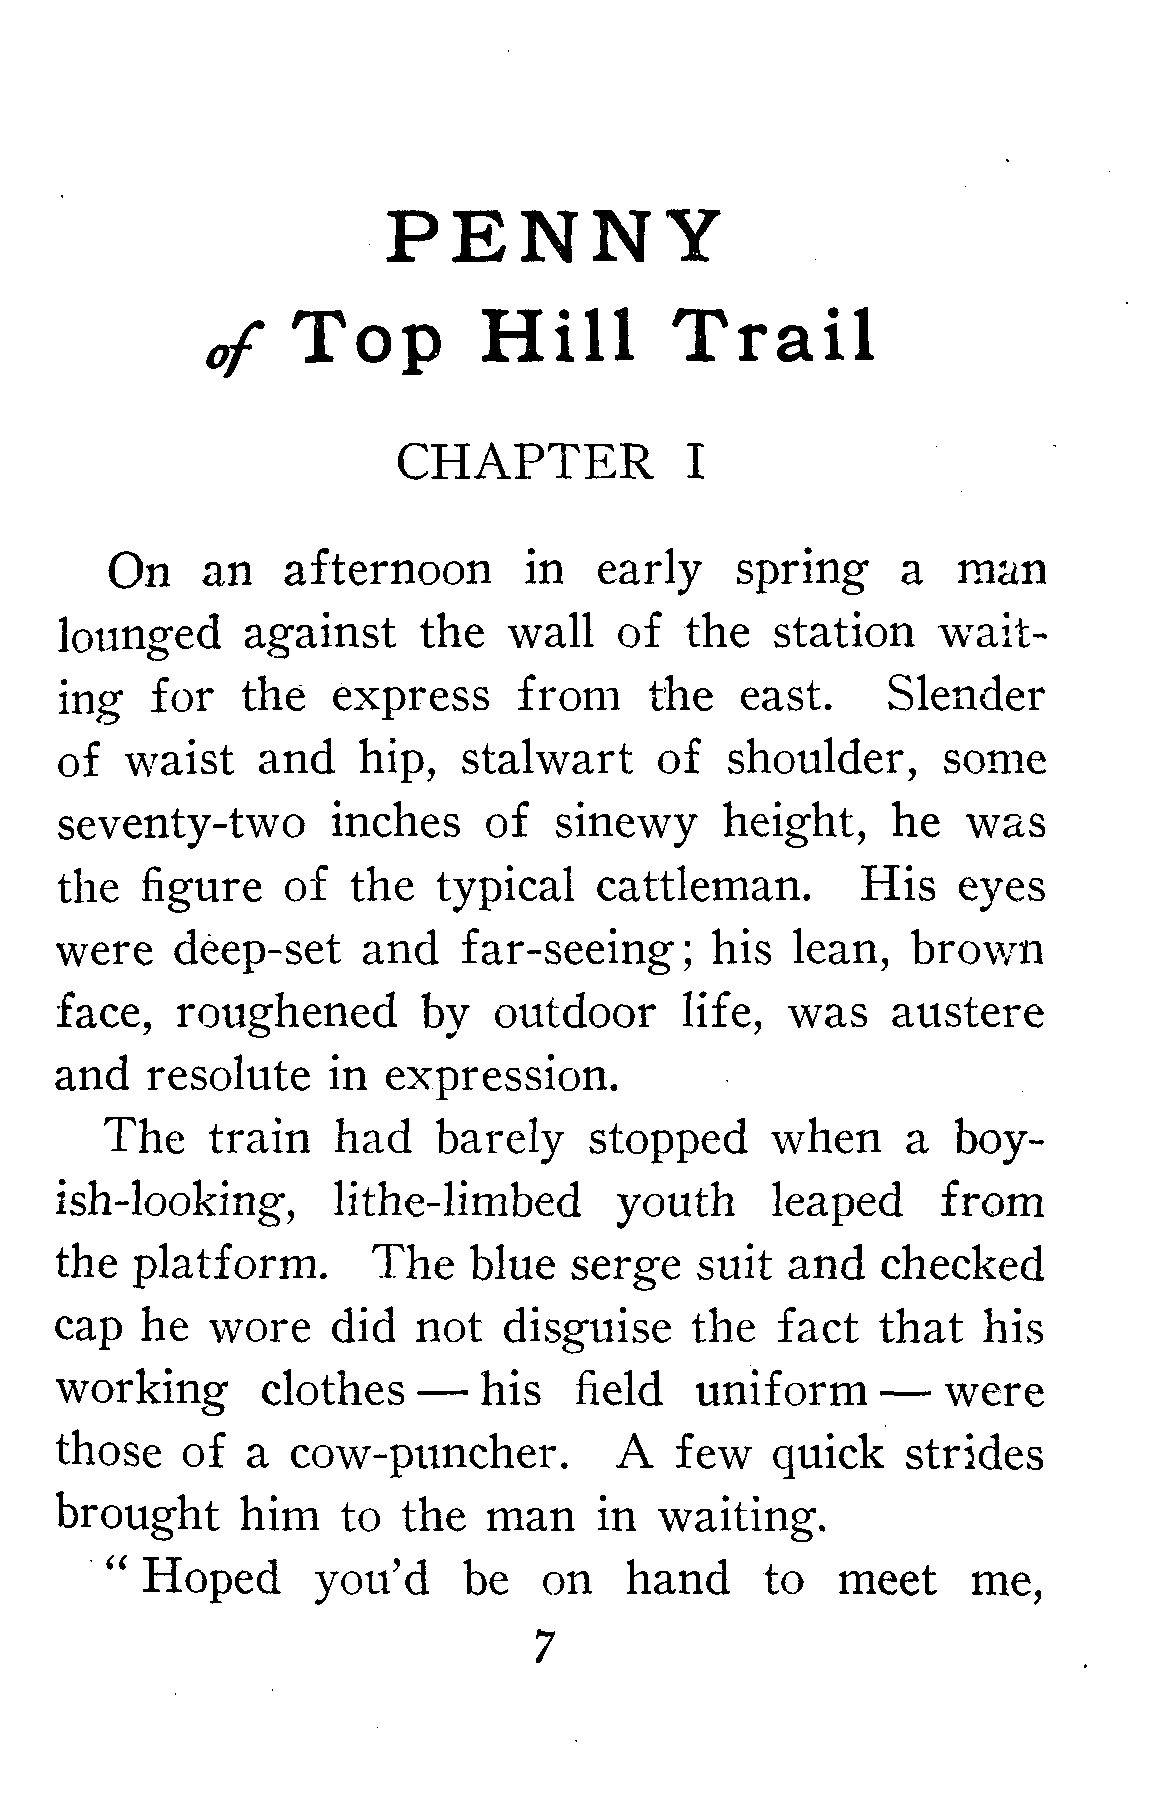 PENNY
of Top Hill Trail
CHAPTER I
On an afternoon in early spring a man
lounged against the wall of the station wait-
ing for the express from the east. Slender
of waist and hip, stalwart of shoulder, some
seventy-two inches of sinewy height, he was
the figure of the typical cattleman. His eyes
were deep-set and far-seeing; his lean, brown
face, roughened by outdoor life, was austere
and resolute in expression.
The train had barely stopped when a boy-
ish-looking, lithe-limbed youth leaped from
the platform. The blue serge suit and checked
cap he wore did not disguise the fact that his
working clothes — his field uniform — were
those of a cow-puncher. A few quick strides
brought him to the man in waiting.
“ Hoped you’d be on hand to meet me,
7